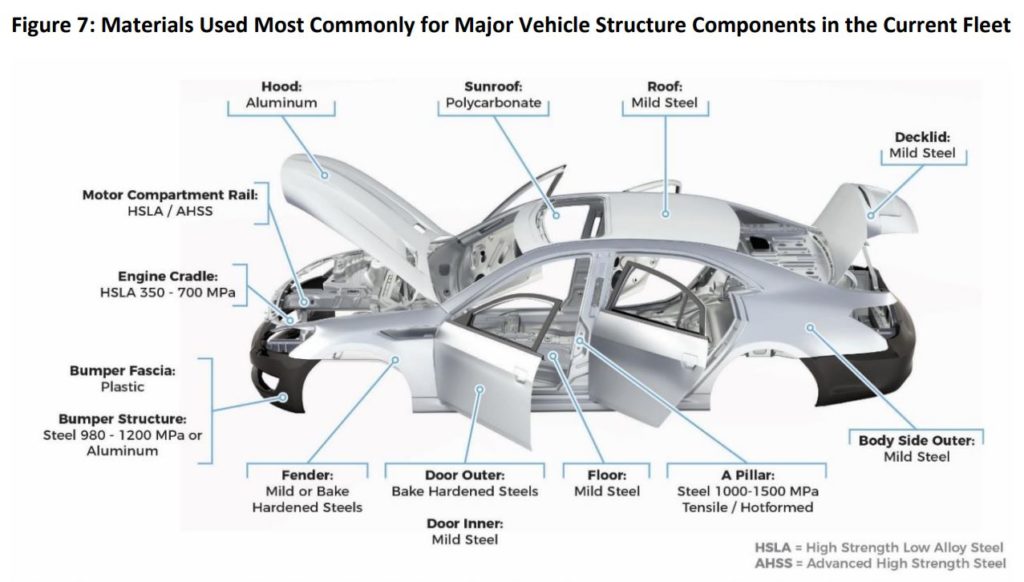 Figure 7: Materials Used Most Commonly for Major Vehicle Structure Components in the Current Fleet
Hood:
Aluminum
Sunroof:
Polycarbonate
Roof:
Mild Steel
Decklid:
Mild Steel
Motor Compartment Rail:
HSLA / AHSS
Engine Cradle:
HSLA 350 - 700 MPa
Bumper Fascia:
Plastic
Bumper Structure:
Steel 980 - 1200 MPa or
Aluminum
Fender:
Mild or Bake
Hardened Steels
Door Outer:
Bake Hardened Steels
Door Inner:
Mild Steel
Floor:
Mild Steel
A Pillar:
Steel 1000-1500 MPa
Tensile / Hotformed
Body Side Outer:
Mild Steel
HSLA = High Strength Low Alloy Steel
AHSS = Advanced High Strength Steel